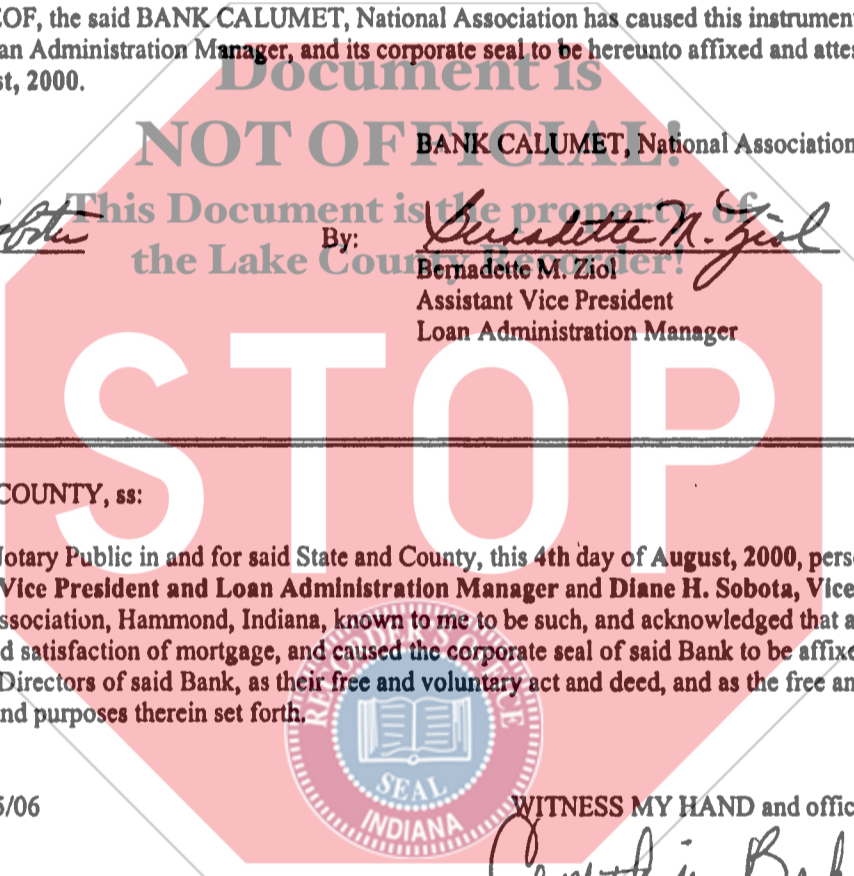 OF, the said BANK CALUMET, National Association has caused this instrument
an Administration Manager, and its corporate seal to be hereunto affixed and attes
st, 2000.
Document is
NOT OFFICIAL!
This Document is the property of
the Lake County Recorder!
BANK CALUMET, National Association
By: Bernadette M. Ziol
Bernadette M. Ziol
Assistant Vice President
Loan Administration Manager
STOP
COUNTY, ss:
Notary Public in and for said State and County, this 4th day of August, 2000, pers
Vice President and Loan Administration Manager and Diane H. Sobota, Vice
ssociation, Hammond, Indiana, known to me to be such, and acknowledged that a
d satisfaction of mortgage, and caused the corporate seal of said Bank to be affixe
Directors of said Bank, as their free and voluntary act and deed, and as the free an
nd purposes therein set forth.
RECORDER'S OFFICE
SEAL
INDIANA
5/06
WITNESS MY HAND and offic